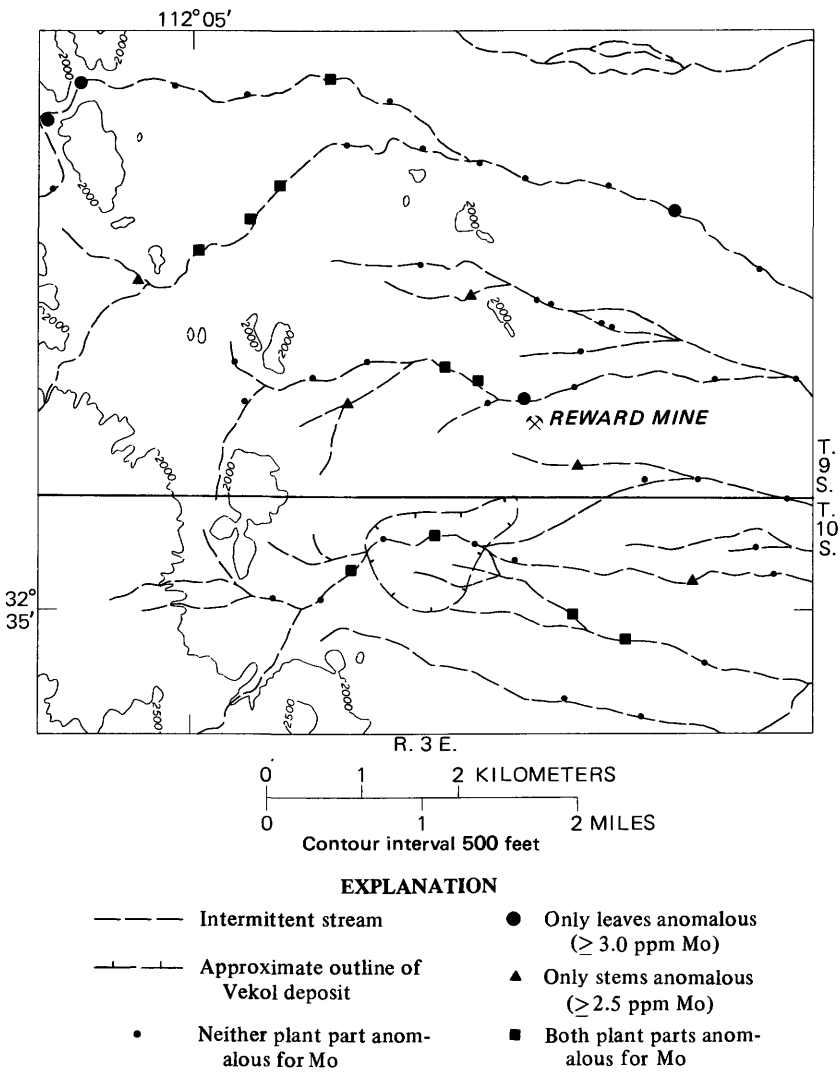 112° 05'
2000
2000
2000
2000
2000
2000
2000
2000
2000
REWARD MINE
T.
9
S.
T.
10
S.
2000
2000
32°
35'
2500
2500
2000
R. 3 E.
0 1 2 KILOMETERS
0 1 2 MILES
Contour interval 500 feet
EXPLANATION
Intermittent stream
Approximate outline of
Vekol deposit
Neither plant part anom-
alous for Mo
Only leaves anomalous
(≥ 3.0 ppm Mo)
Only stems anomalous
(≥ 2.5 ppm Mo)
Both plant parts anom-
alous for Mo